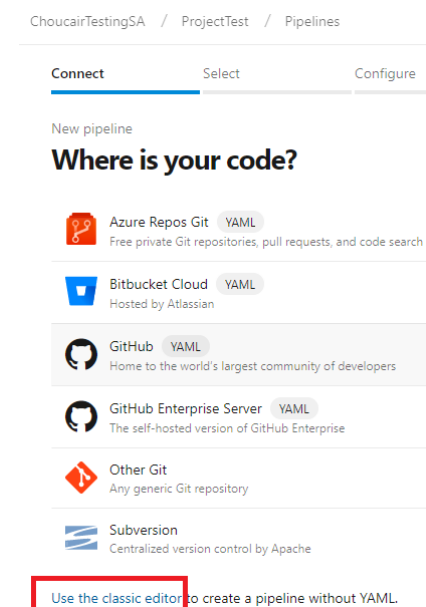 ChoucairTestingSA / ProjectTest / Pipelines
Connect Select Configure
New pipeline
Where is your code?
Azure Repos Git YAML
Free private Git repositories, pull requests, and code search
Bitbucket Cloud YAML
Hosted by Atlassian
GitHub YAML
Home to the world's largest community of developers
GitHub Enterprise Server YAML
The self-hosted version of GitHub Enterprise
Other Git
Any generic Git repository
Subversion
Centralized version control by Apache
Use the classic editor to create a pipeline without YAML.